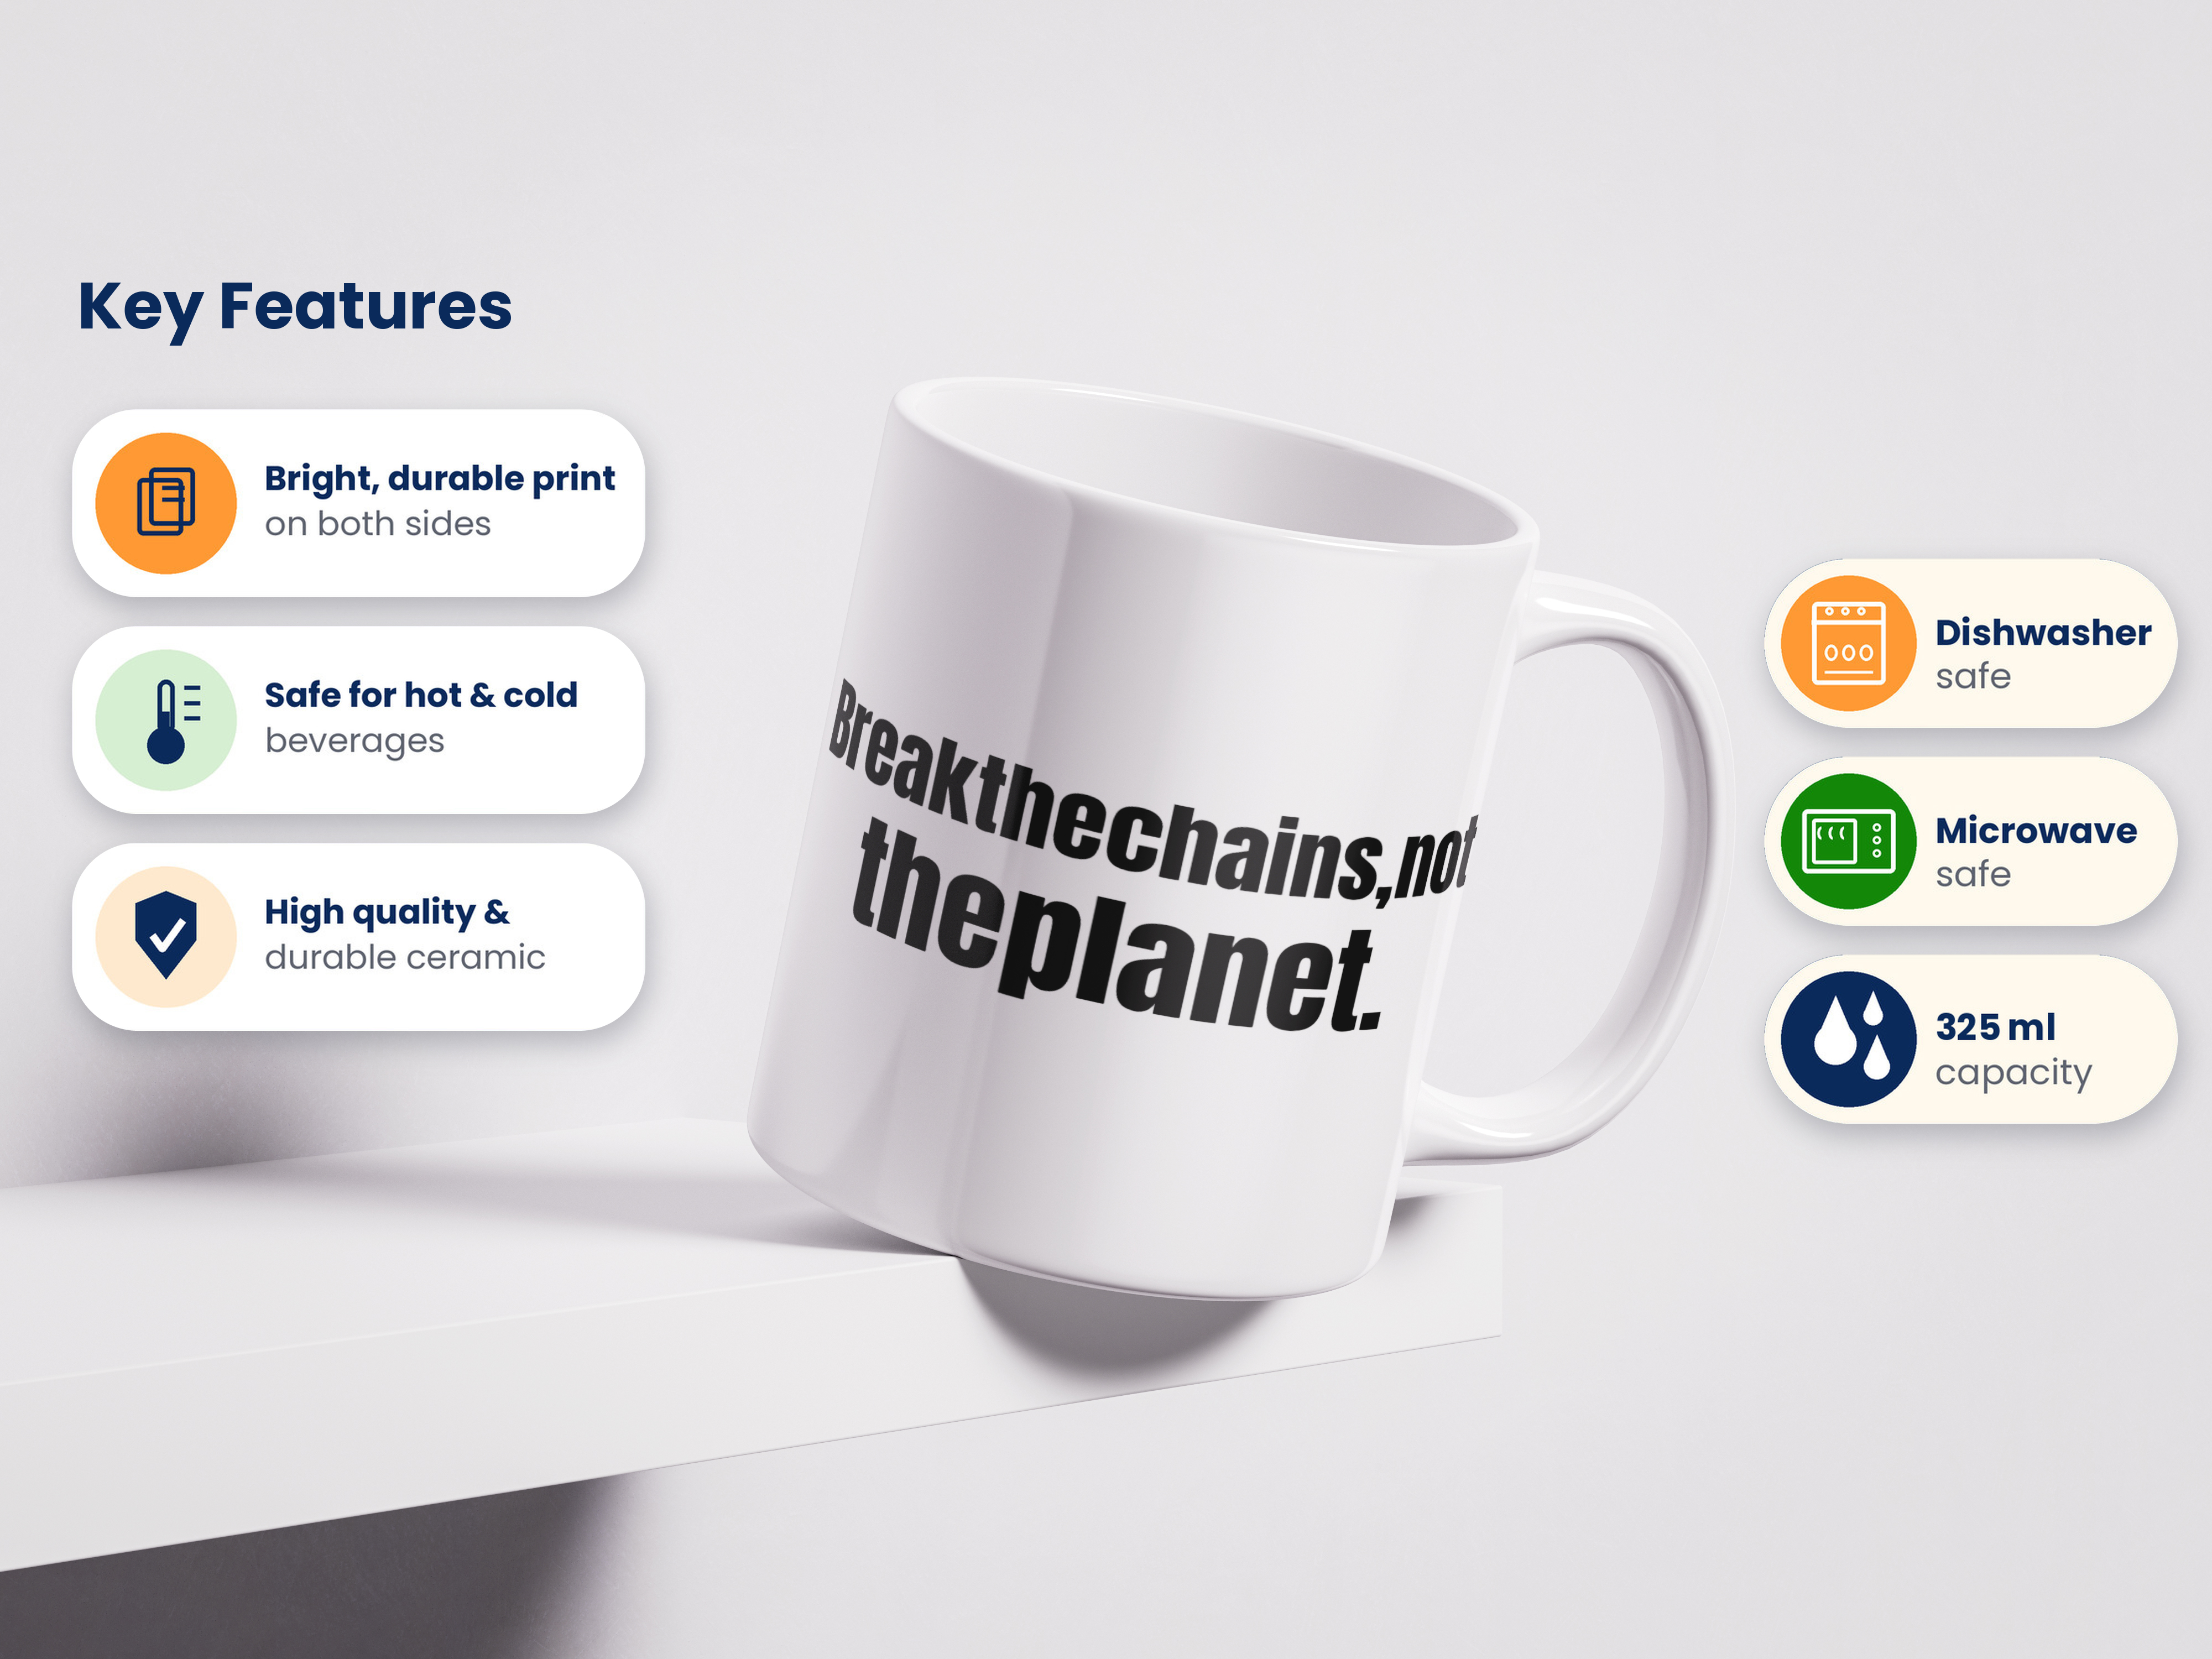 Key Features
Bright, durable print
on both sides
Safe for hot & cold
beverages
High quality &
durable ceramic
Breakthechains,not
theplanet.
Dishwasher
safe
Microwave
safe
325 ml
capacity